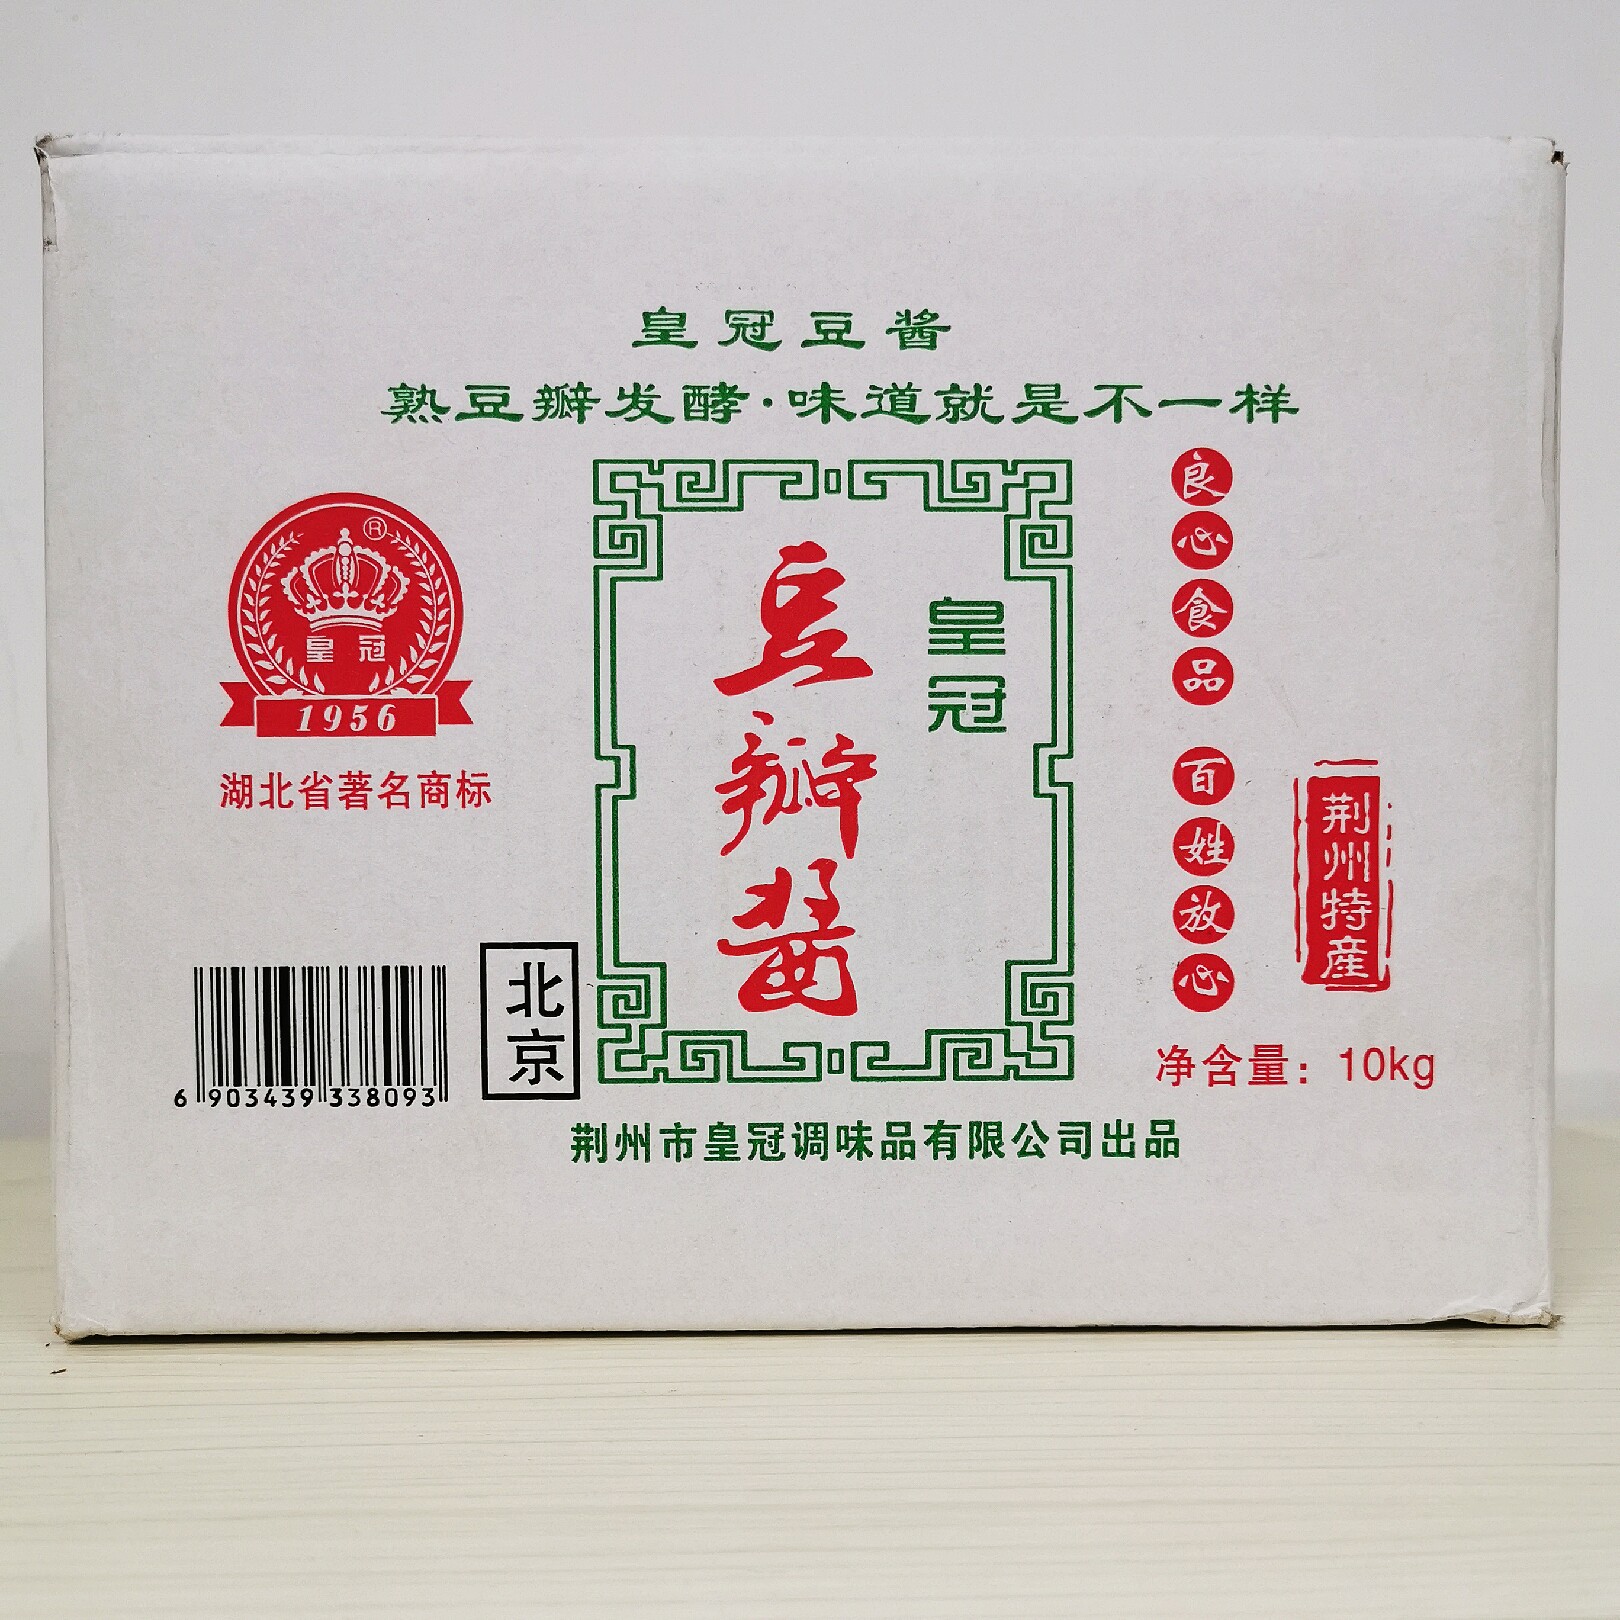 皇冠豆酱
熟豆瓣发酵·味道就是不一样
®
皇冠
1956
湖北省著名商标
皇冠
豆瓣酱
良心食品
百姓放心
荆州特産
北京
6 903439 338093
净含量：10kg
荆州市皇冠调味品有限公司出品